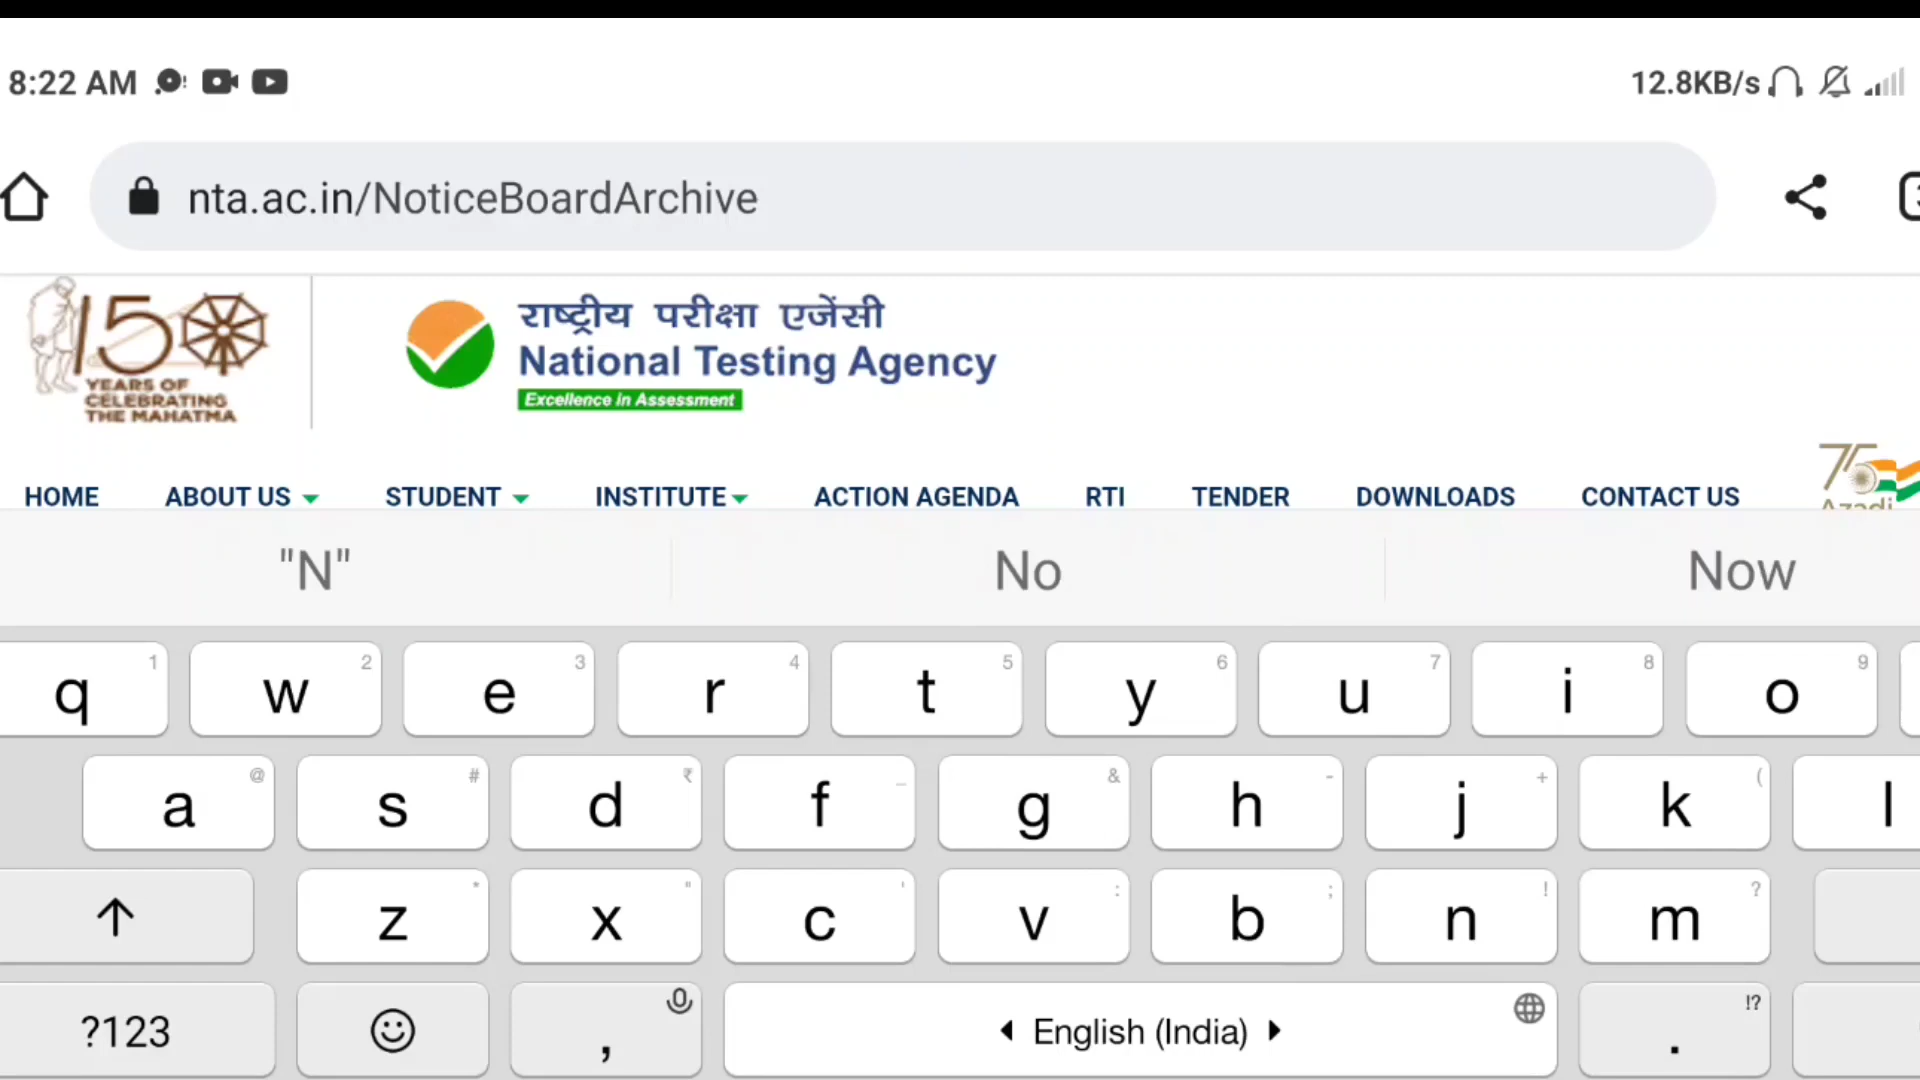 8:22 AM
12.8KB/s
nta.ac.in/NoticeBoardArchive
150
YEARS OF
CELEBRATING
THE MAHATMA
राष्ट्रीय परीक्षा एजेंसी
National Testing Agency
Excellence in Assessment
75
Azadi
HOME ABOUT US STUDENT INSTITUTE ACTION AGENDA RTI TENDER DOWNLOADS CONTACT US
"N" No Now
q 1 w 2 e 3 r 4 t 5 y 6 u 7 i 8 o 9
a @ s # d ₹ f _ g & h - j + k ( l
z * x " c ' v : b ; n ! m ?
?123 , English (India) . !?